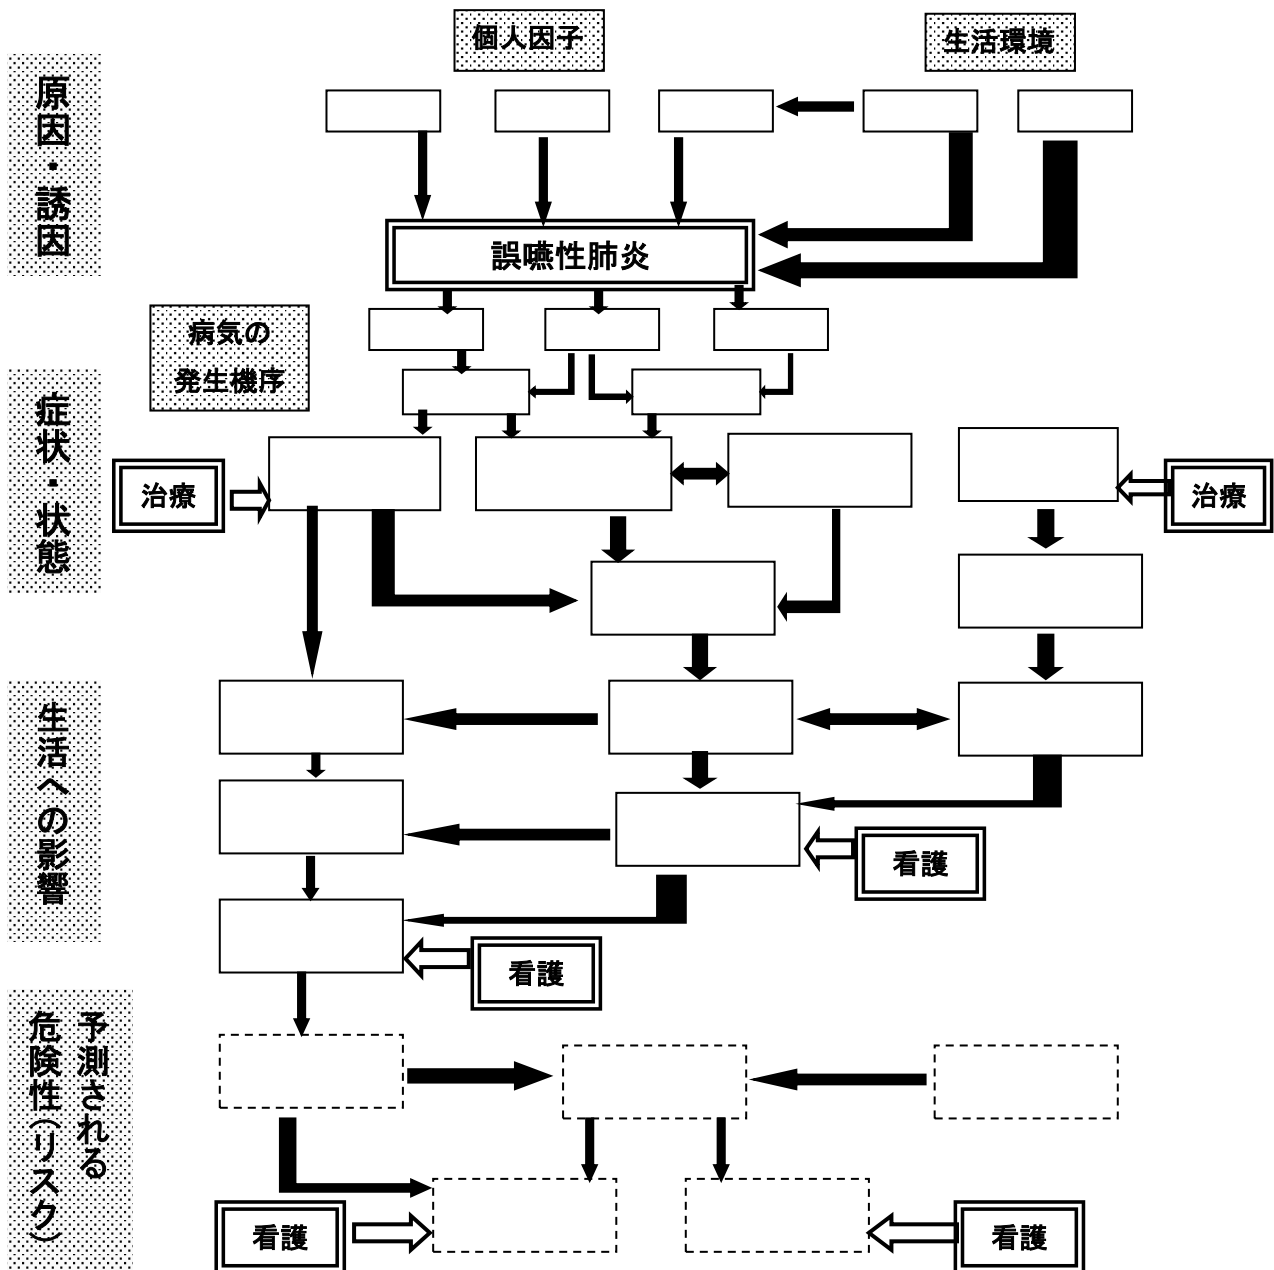 個人因子
生活環境
原因・誘因
誤嚥性肺炎
病気の
発生機序
症状・状態
治療
治療
生活への影響
看護
看護
予測される
危険性（リスク）
看護
看護